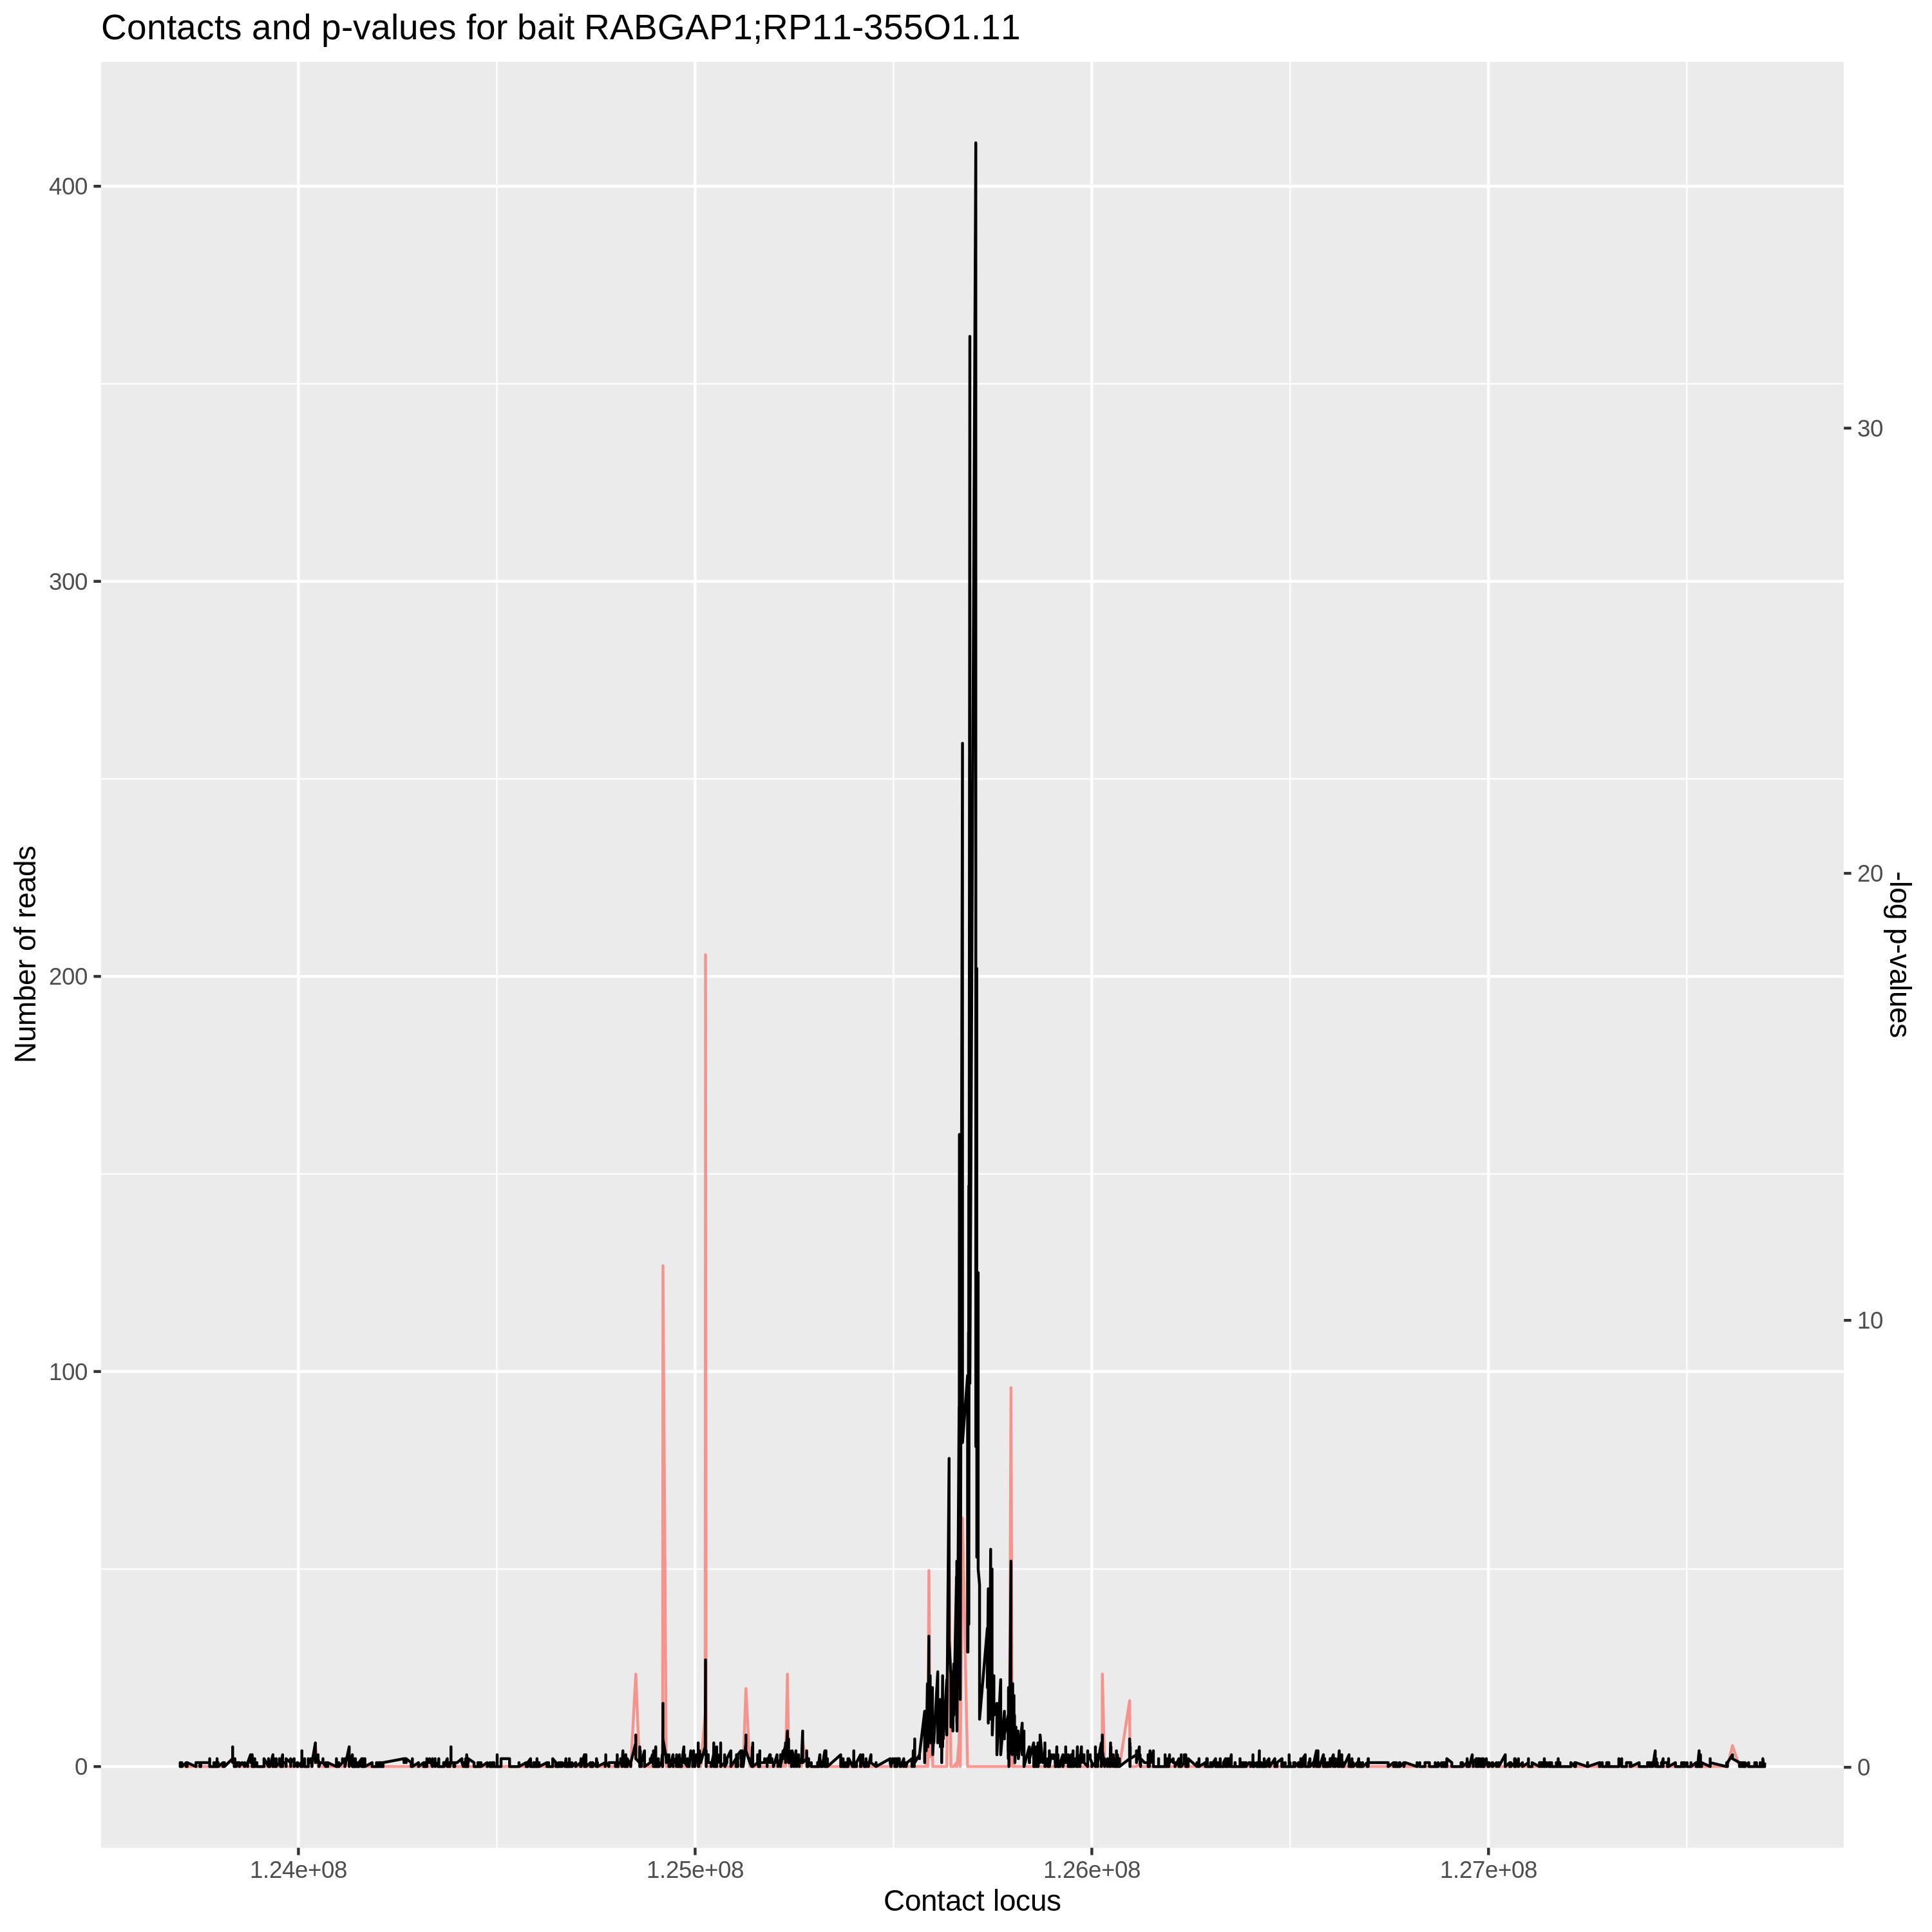 Contacts and p-values for bait RABGAP1;RP11-355O1.11
400
300
200
100
0
Number of reads
30
20
10
0
-log p-values
1.24e+08
1.25e+08
1.26e+08
1.27e+08
Contact locus